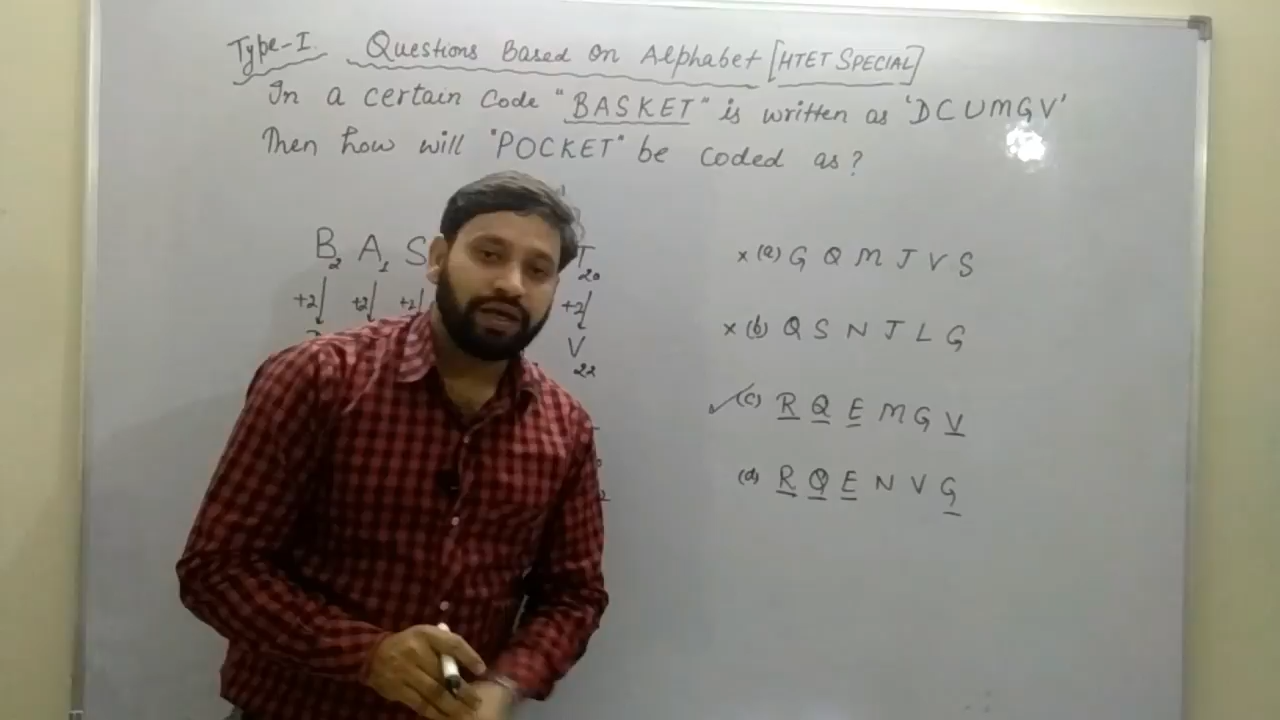 Type-I. Questions Based on Alphabet [HTET SPECIAL]
In a certain Code "BASKET" is written as 'DCUMGV'
Then how will "POCKET" be coded as?
B2 A1 S T20
+2 +2 +2 +2
V
22
x (a) G Q M J V S
x (b) Q S N J L G
✓ (c) R Q E M G V
(d) R Q E N V G